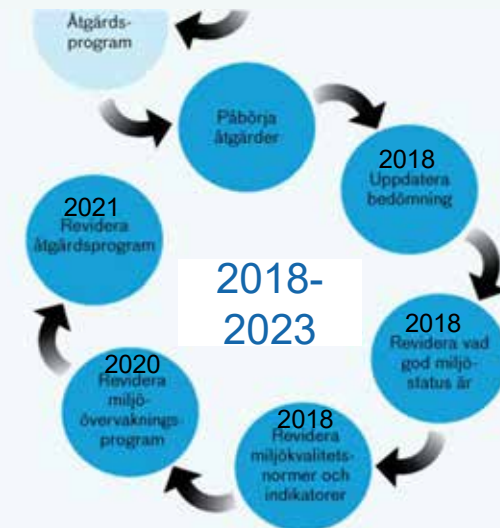 Åtgärds-
program
Påbörja
åtgärder
2018
Uppdatera
bedömning
2018
Revidera vad
god miljö-
status är
2018
Revidera
miljökvalitets-
normer och
indikatorer
2020
Revidera
miljö-
övervaknings-
program
2021
Revidera
åtgärdsprogram
2018-
2023